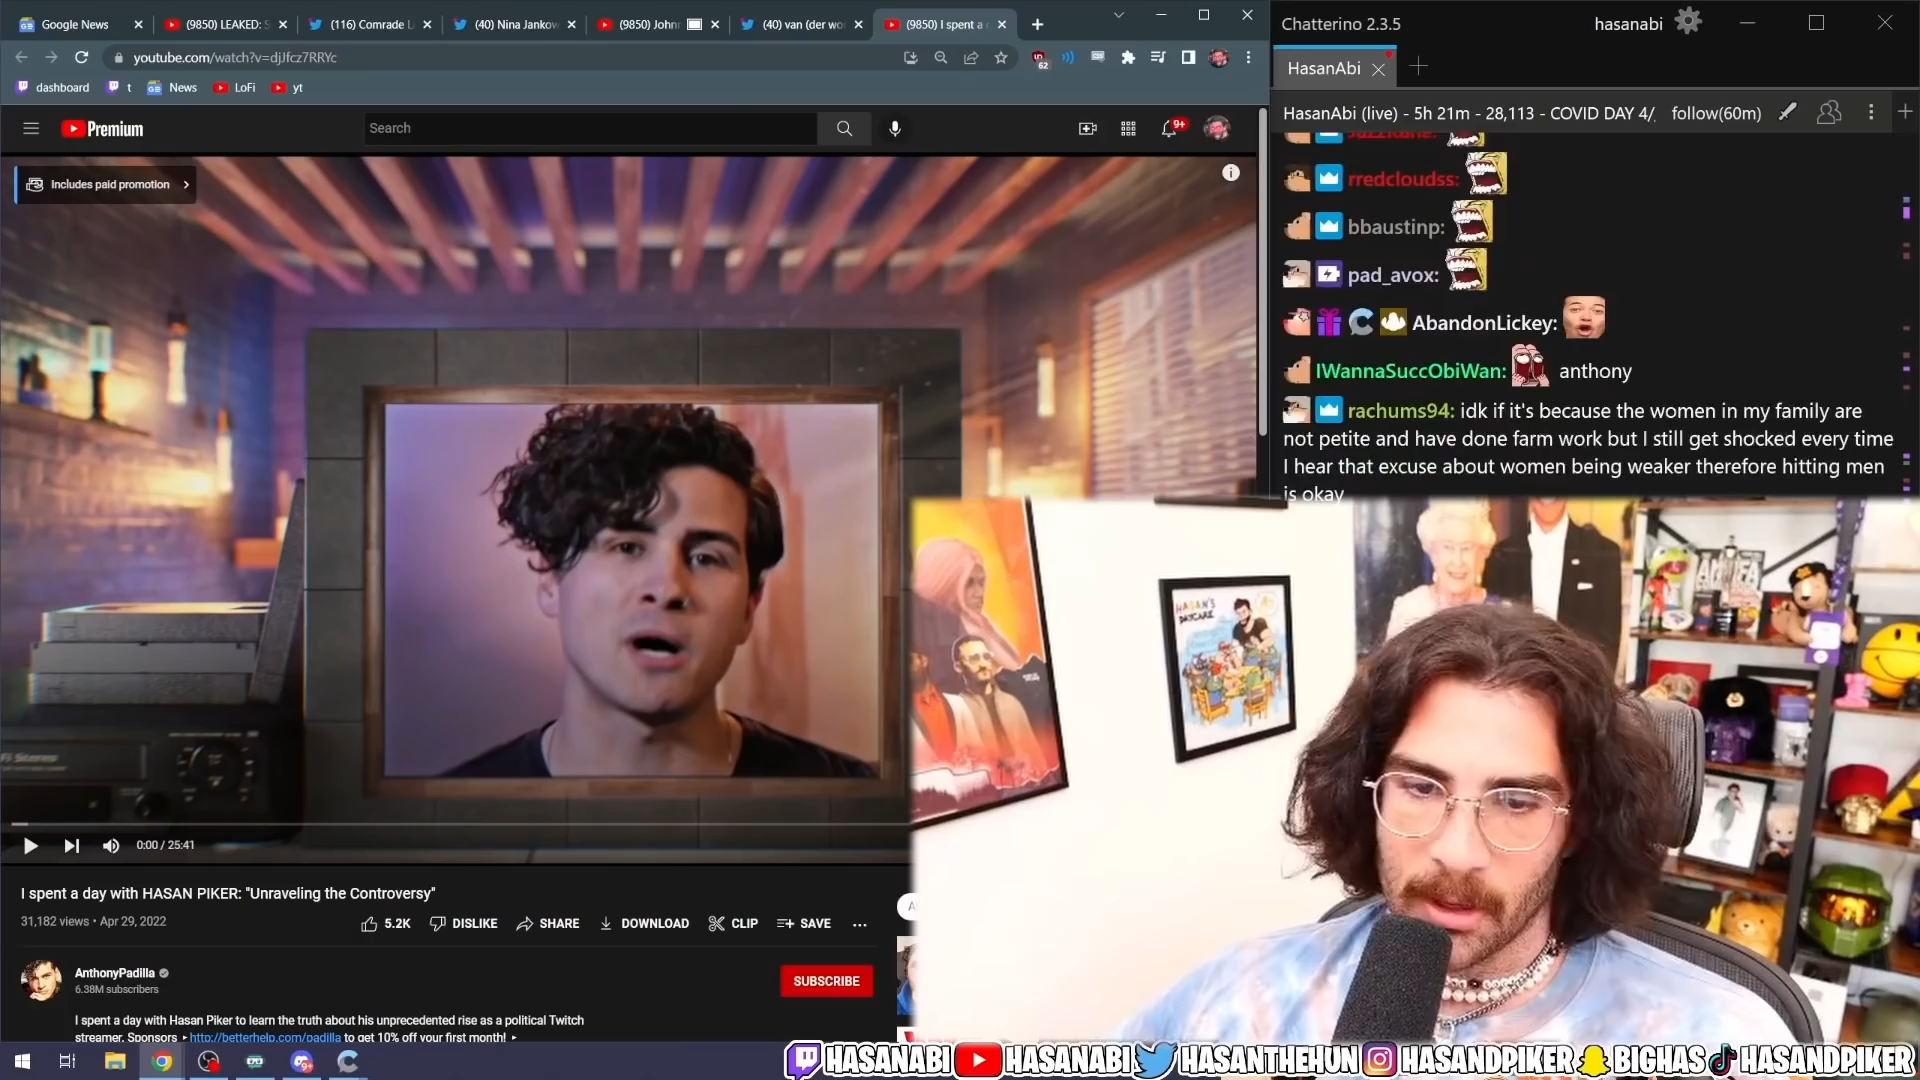 Google News
(9850) LEAKED: S
(116) Comrade L
(40) Nina Jankow
(9850) Johnr
(40) van (der wo
(9850) I spent a
youtube.com/watch?v=djJfcz7RRYc
62
dashboard
t
News
LoFi
yt
Premium
Search
9+
Includes paid promotion
Fi Stereo
0:00 / 25:41
I spent a day with HASAN PIKER: "Unraveling the Controversy"
31,182 views • Apr 29, 2022
5.2K
DISLIKE
SHARE
DOWNLOAD
CLIP
SAVE
AnthonyPadilla
6.38M subscribers
SUBSCRIBE
I spent a day with Hasan Piker to learn the truth about his unprecedented rise as a political Twitch
streamer. Sponsors ▸ http://betterhelp.com/padilla to get 10% off your first month! ▸
Chatterino 2.3.5
hasanabi
HasanAbi
HasanAbi (live) - 5h 21m - 28,113 - COVID DAY 4/
follow(60m)
rredcloudss:
bbaustinp:
pad_avox:
AbandonLickey:
IWannaSuccObiWan: anthony
rachums94: idk if it's because the women in my family are
not petite and have done farm work but I still get shocked every time
I hear that excuse about women being weaker therefore hitting men
is okay
HASAN'S
DAYCARE
HASANABI
HASANABI
HASANTHEHUN
HASANDPIKER
BIGHAS
HASANDPIKER